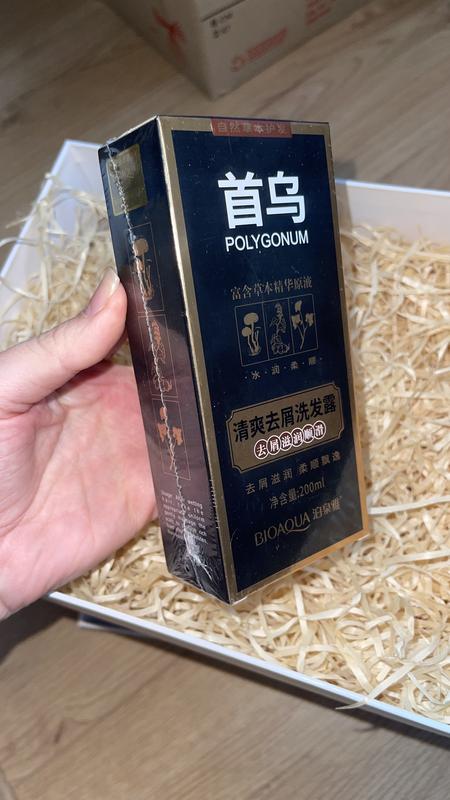 自然草本护发
首乌
POLYGONUM
富含草本精华原液
·水·润·柔·顺·
清爽去屑洗发露
去屑滋润顺滑
去屑滋润 柔顺飘逸
净含量:200ml
BIOAQUA 泊泉雅